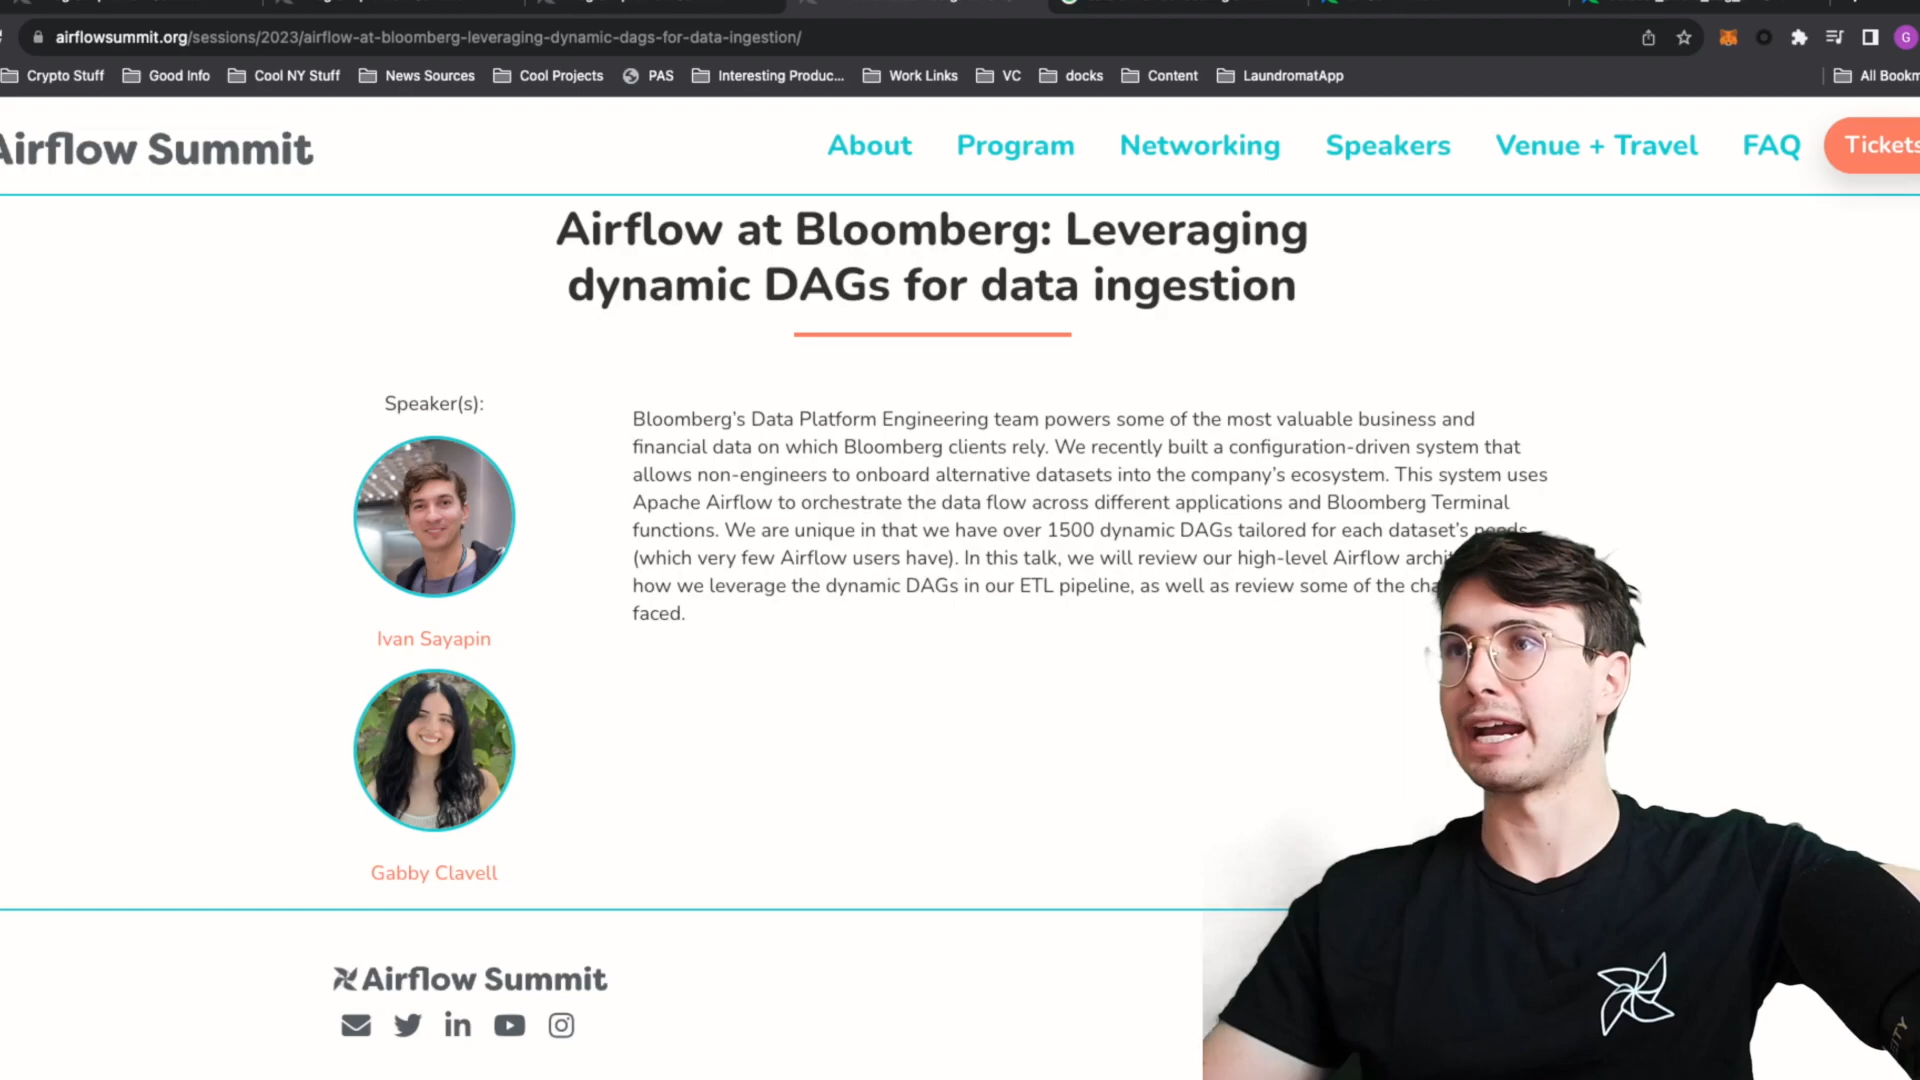 airflowsummit.org/sessions/2023/airflow-at-bloomberg-leveraging-dynamic-dags-for-data-ingestion/
G
Crypto Stuff Good Info Cool NY Stuff News Sources Cool Projects PAS Interesting Produc... Work Links VC docks Content LaundromatApp All Bookm
Airflow Summit About Program Networking Speakers Venue + Travel FAQ Tickets
Airflow at Bloomberg: Leveraging
dynamic DAGs for data ingestion
Speaker(s):
Ivan Sayapin
Gabby Clavell
Bloomberg's Data Platform Engineering team powers some of the most valuable business and
financial data on which Bloomberg clients rely. We recently built a configuration-driven system that
allows non-engineers to onboard alternative datasets into the company's ecosystem. This system uses
Apache Airflow to orchestrate the data flow across different applications and Bloomberg Terminal
functions. We are unique in that we have over 1500 dynamic DAGs tailored for each dataset's needs
(which very few Airflow users have). In this talk, we will review our high-level Airflow archi
how we leverage the dynamic DAGs in our ETL pipeline, as well as review some of the cha
faced.
Airflow Summit